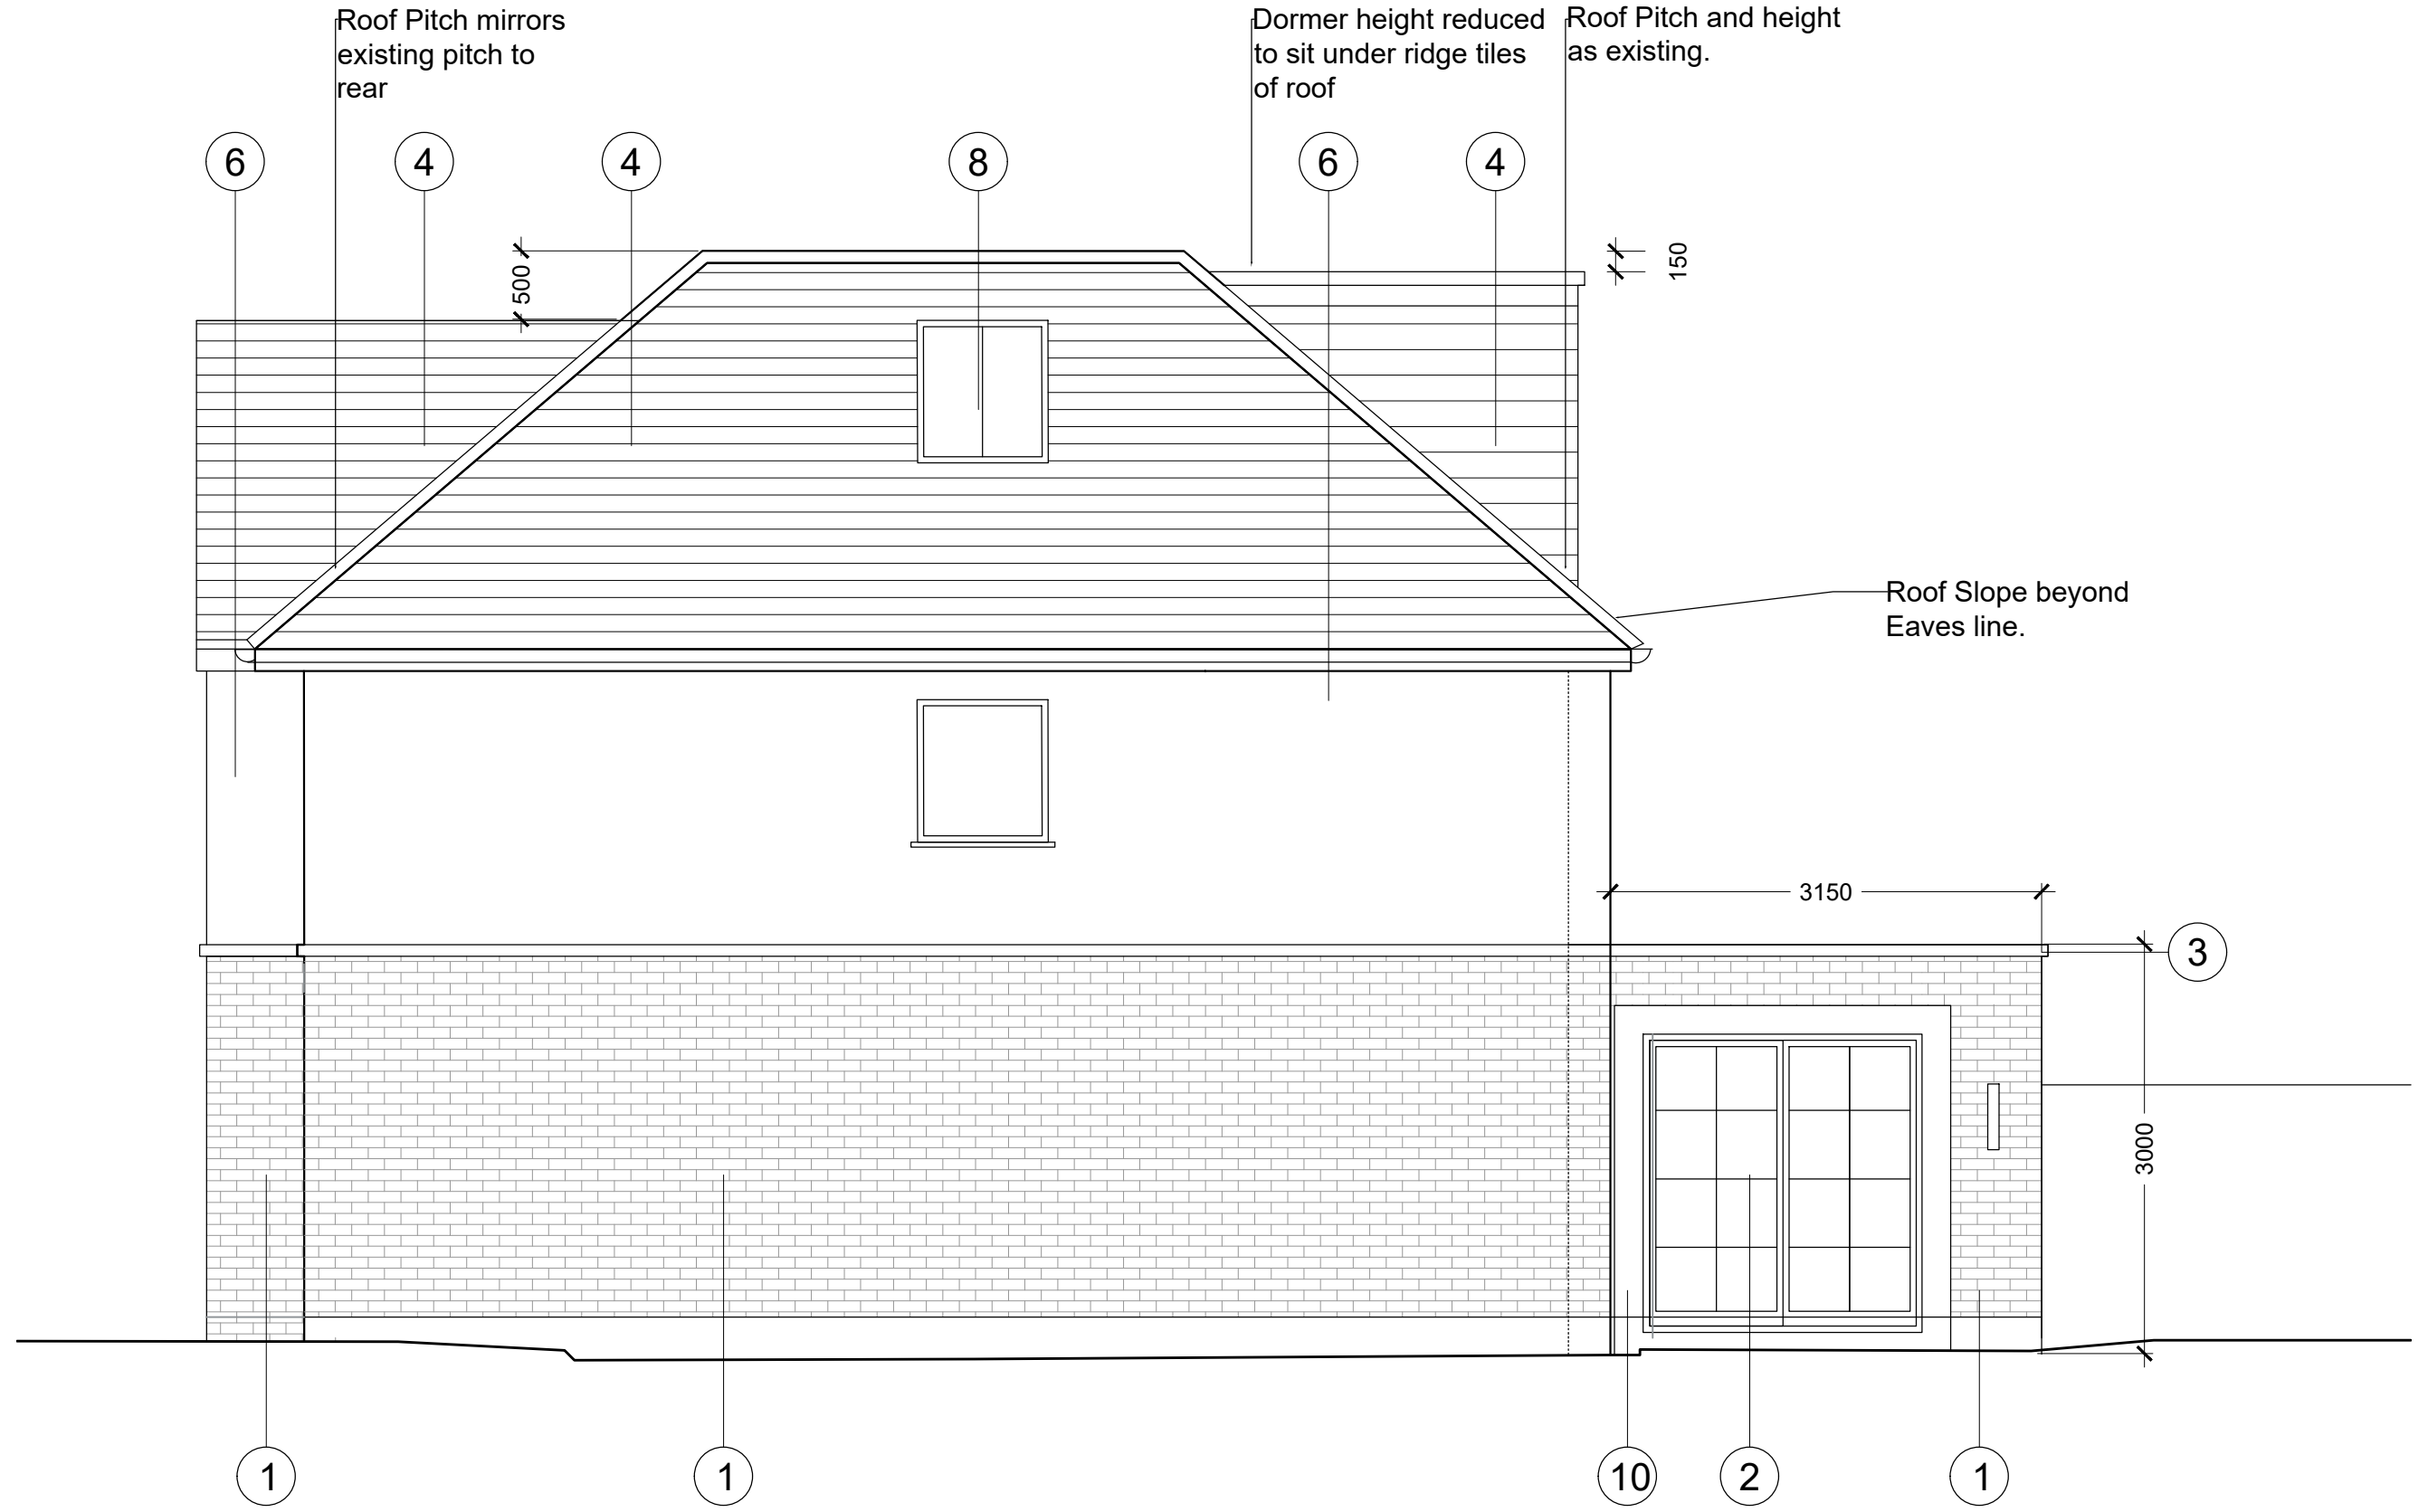 Roof Pitch mirrors
existing pitch to
rear
Dormer height reduced
to sit under ridge tiles
of roof
Roof Pitch and height
as existing.
6
4
4
8
6
4
500
150
Roof Slope beyond
Eaves line.
3150
3
3000
1
1
10
2
1